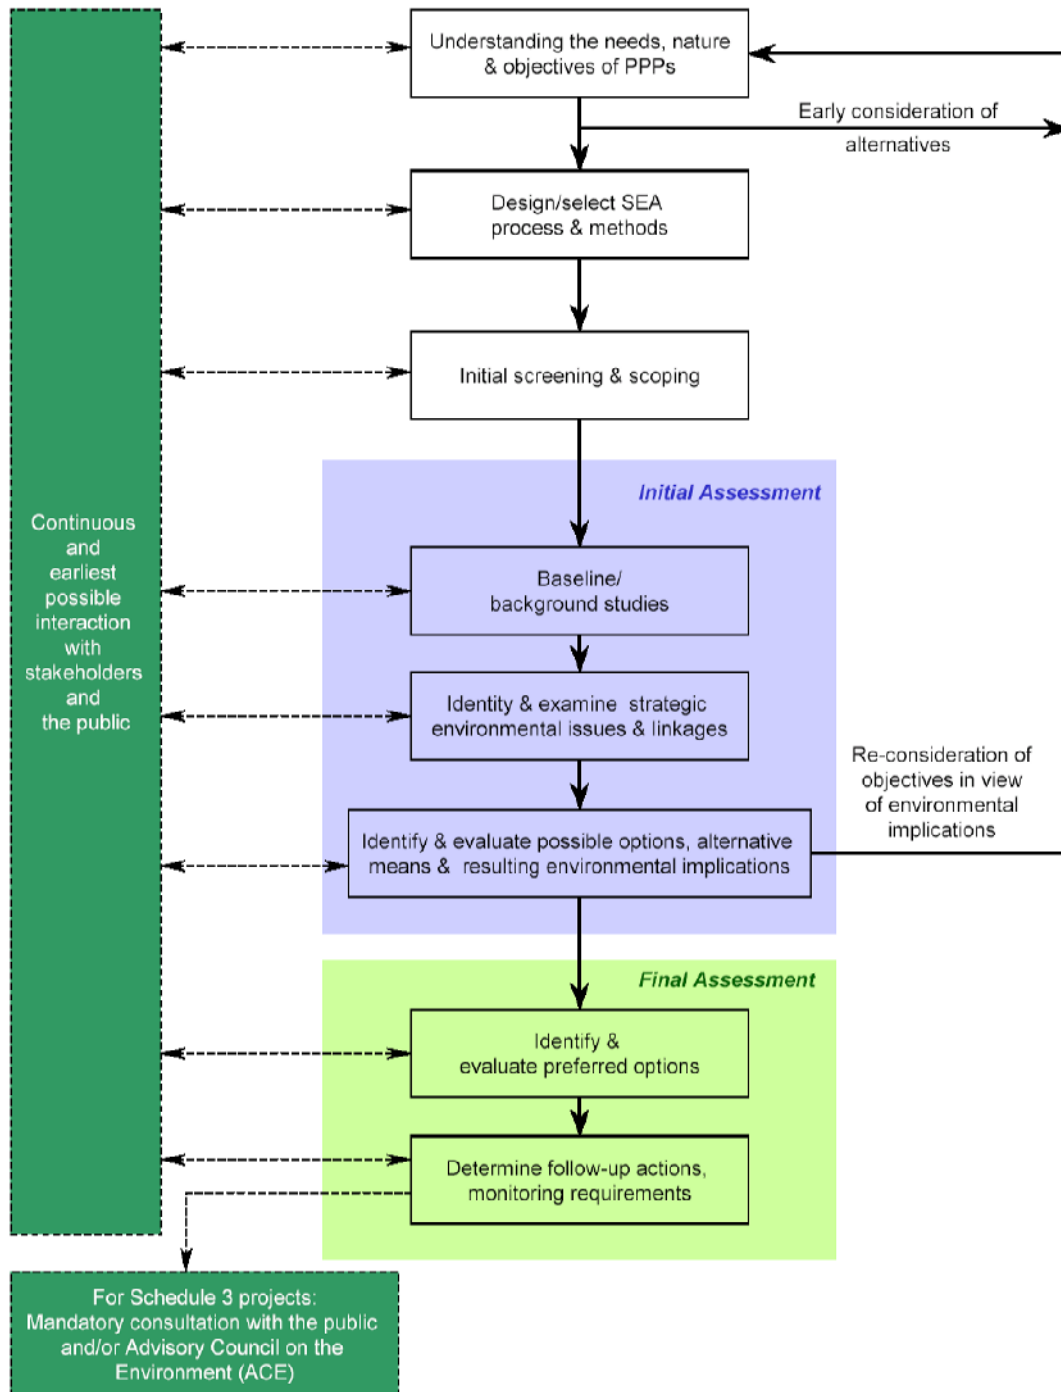 Understanding the needs, nature
& objectives of PPPs
Early consideration of
alternatives
Design/select SEA
process & methods
Initial screening & scoping
Initial Assessment
Continuous
and
earliest
possible
interaction
with
stakeholders
and
the public
Baseline/
background studies
Identity & examine strategic
environmental issues & linkages
Re-consideration of
objectives in view
of environmental
implications
Identify & evaluate possible options, alternative
means & resulting environmental implications
Final Assessment
Identify &
evaluate preferred options
Determine follow-up actions,
monitoring requirements
For Schedule 3 projects:
Mandatory consultation with the public
and/or Advisory Council on the
Environment (ACE)